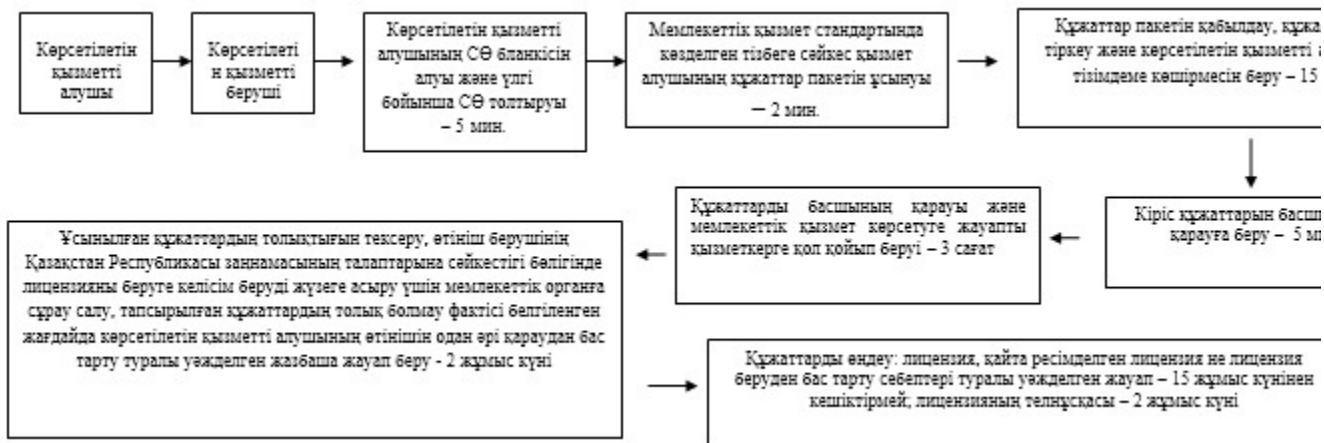 Көрсетілетін
қызметті
алушы
Көрсетілеті
н қызметті
беруші
Көрсетілетін қызметті
алушының СӨ бланкісін
алуы және үлгі
бойынша СӨ толтыруы
– 5 мин.
Мемлекеттік қызмет стандартында
көзделген тізбеге сәйкес қызмет
алушының құжаттар пакетін ұсынуы
— 2 мин.
Құжаттар пакетін қабылдау,
тіркеу және көрсетілетін қызметті
тізімдеме көшірмесін беру – 15
Кіріс құжаттарын
қарауға беру – 5
Құжаттарды басшының қарауы және
мемлекеттік қызмет көрсетуге жауапты
қызметкерге қол қойып беруі – 3 сағат
Ұсынылған құжаттардың толықтығын тексеру, өтініш берушінің
Қазақстан Республикасы заңнамасының талаптарына сәйкестігі бөлігінде
лицензияны беруге келісім беруді жүзеге асыру үшін мемлекеттік органға
сұрау салу, тапсырылған құжаттардың толық болмау фактісі белгіленген
жағдайда көрсетілетін қызметті алушының өтінішін одан әрі қараудан бас
тарту туралы уәжделген жазбаша жауап беру - 2 жұмыс күні
Құжаттарды өңдеу: лицензия, қайта ресімделген лицензия не лицензия
беруден бас тарту себептері туралы уәжделген жауап – 15 жұмыс күнінен
кешіктірмей; лицензияның телнұсқасы – 2 жұмыс күні